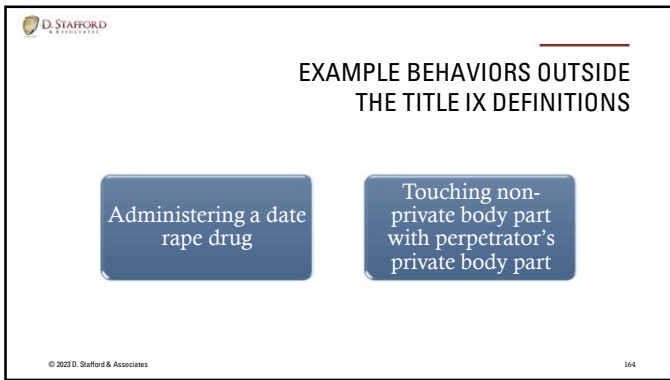 D. STAFFORD
& ASSOCIATES
EXAMPLE BEHAVIORS OUTSIDE
THE TITLE IX DEFINITIONS
Administering a date
rape drug
Touching non-
private body part
with perpetrator's
private body part
© 2023 D. Stafford & Associates
164